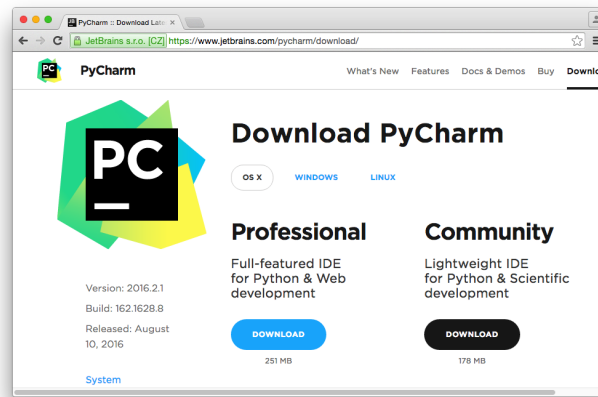 PyCharm :: Download Late
JetBrains s.r.o. [CZ] https://www.jetbrains.com/pycharm/download/
PC
PyCharm
What's New Features Docs & Demos Buy Downlo
PC
Download PyCharm
OS X WINDOWS LINUX
Professional
Full-featured IDE
for Python & Web
development
DOWNLOAD
251 MB
Community
Lightweight IDE
for Python & Scientific
development
DOWNLOAD
178 MB
Version: 2016.2.1
Build: 162.1628.8
Released: August
10, 2016
System